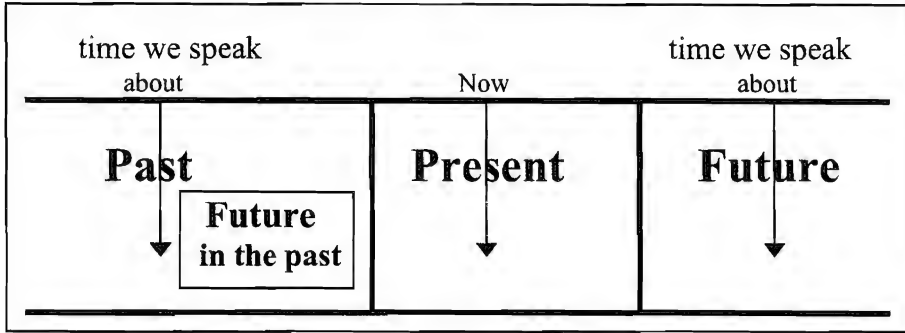 time we speak
about
Now
time we speak
about
Past
Present
Future
Future
in the past